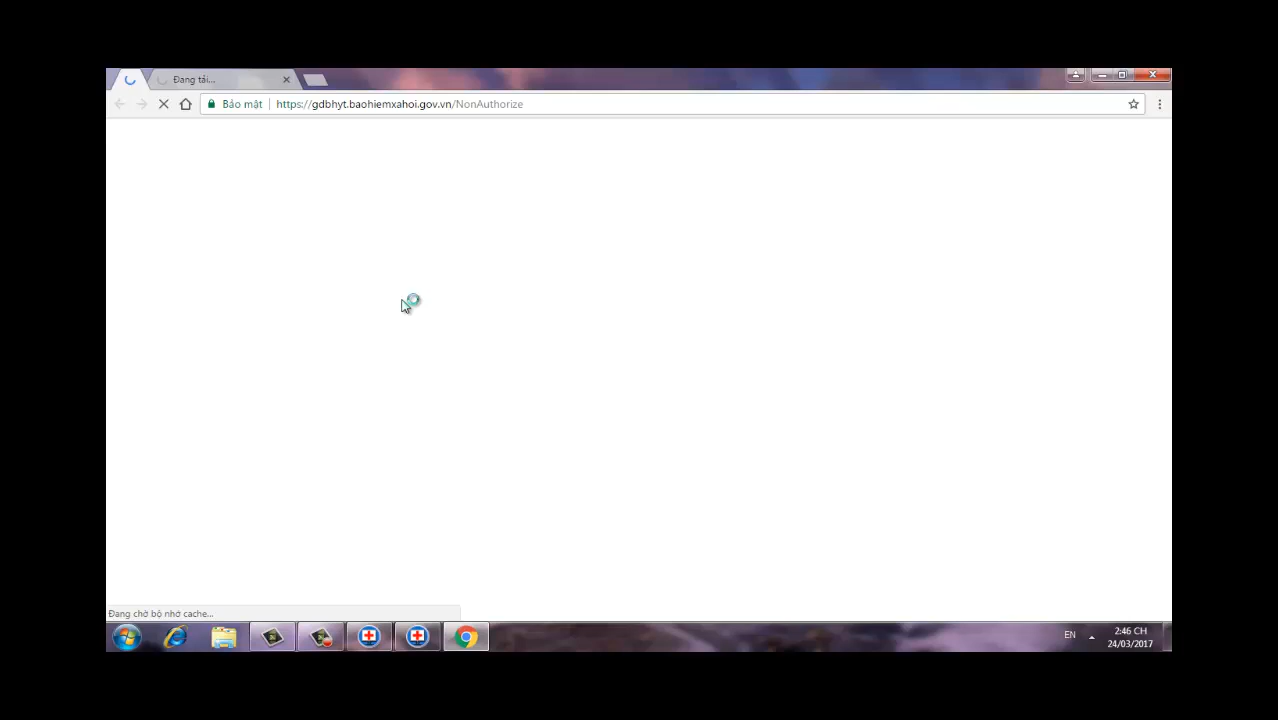 Đang tải...
Bảo mật | https://gdbhyt.baohiemxahoi.gov.vn/NonAuthorize
Đang chờ bộ nhớ cache...
EN
2:46 CH
24/03/2017